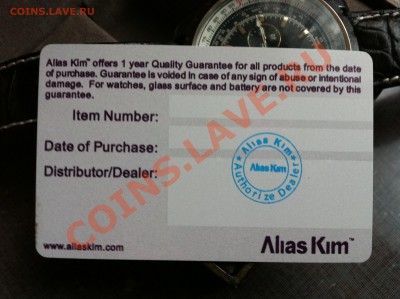 COINS.LAVE.RU
Alias Kim™ offers 1 year Quality Guarantee for all products from the date
of purchase. Guarantee is voided in case of any sign of abuse or intentional
damage. For watches, glass surface and battery are not covered by this
guarantee.
Item Number:
Date of Purchase:
Distributor/Dealer:
Alias Kim
Alias Kim
Authorize Dealer
www.aliaskim.com
Alias Kim™
COINS.LAVE.RU